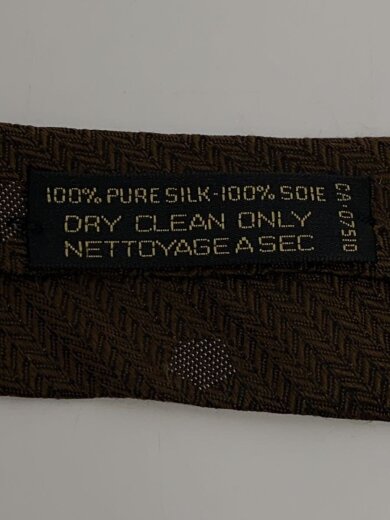 100% PURE SILK-100% SOIE
DRY CLEAN ONLY
NETTOYAGE A SEC
CA-07510